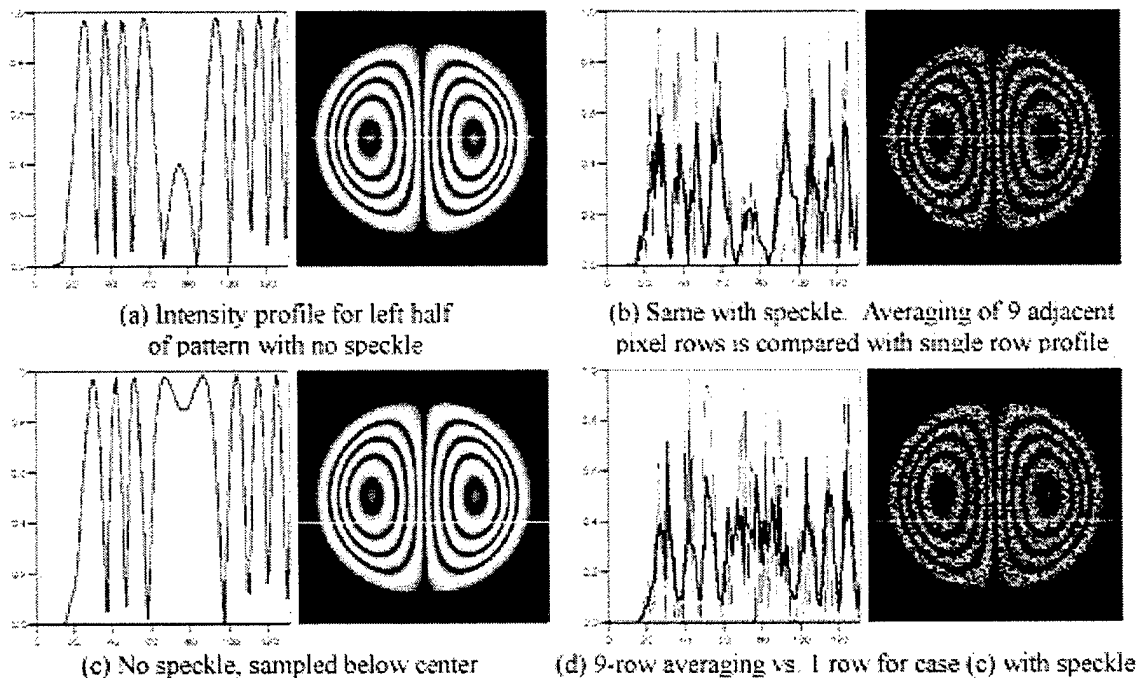 (a) Intensity profile for left half
of pattern with no speckle
(b) Same with speckle. Averaging of 9 adjacent
pixel rows is compared with single row profile
(c) No speckle, sampled below center
(d) 9-row averaging vs. 1 row for case (c) with speckle